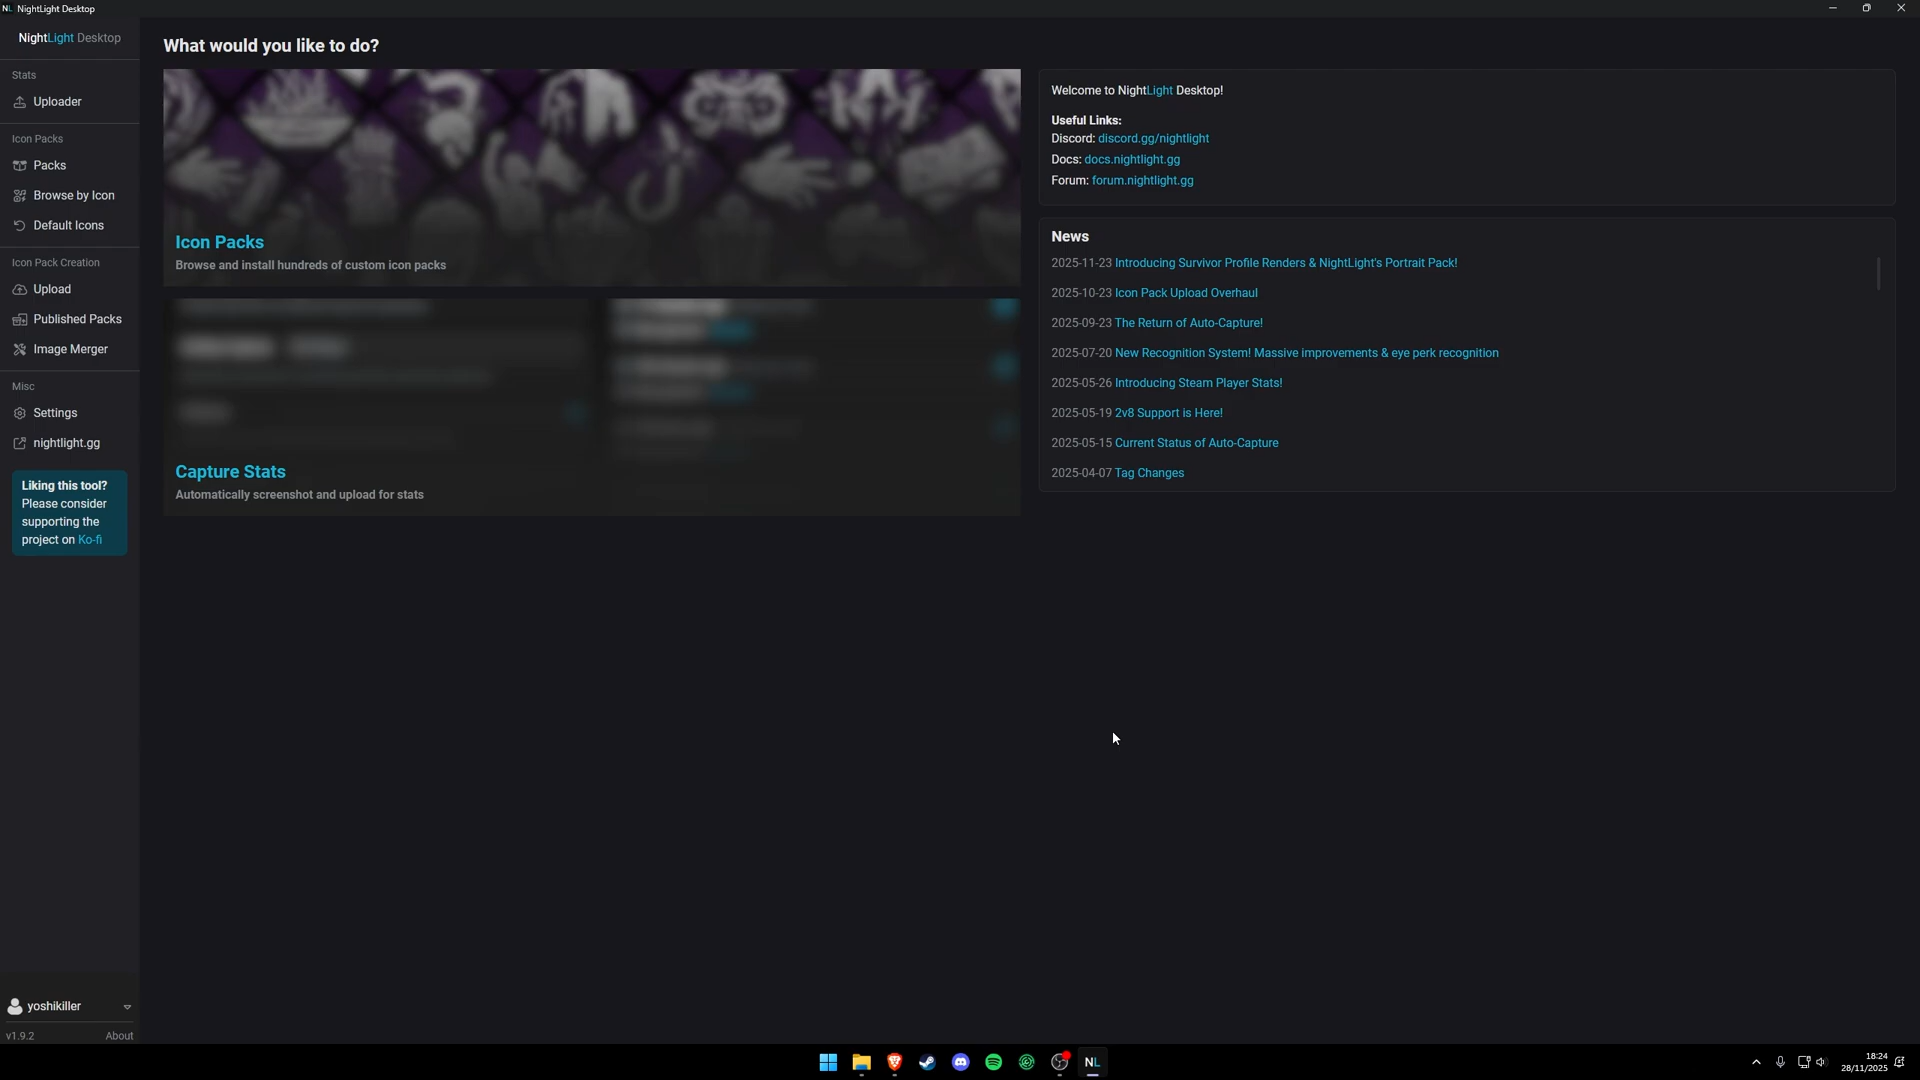 NL NightLight Desktop
NightLight Desktop
Stats
Uploader
Icon Packs
Packs
Browse by Icon
Default Icons
Icon Pack Creation
Upload
Published Packs
Image Merger
Misc
Settings
nightlight.gg
Liking this tool?
Please consider
supporting the
project on Ko-fi
yoshikiller
v1.9.2 About
What would you like to do?
Icon Packs
Browse and install hundreds of custom icon packs
Capture Stats
Automatically screenshot and upload for stats
Welcome to NightLight Desktop!
Useful Links:
Discord: discord.gg/nightlight
Docs: docs.nightlight.gg
Forum: forum.nightlight.gg
News
2025-11-23 Introducing Survivor Profile Renders & NightLight's Portrait Pack!
2025-10-23 Icon Pack Upload Overhaul
2025-09-23 The Return of Auto-Capture!
2025-07-20 New Recognition System! Massive improvements & eye perk recognition
2025-05-26 Introducing Steam Player Stats!
2025-05-19 2v8 Support is Here!
2025-05-15 Current Status of Auto-Capture
2025-04-07 Tag Changes
NL
18:24
28/11/2025